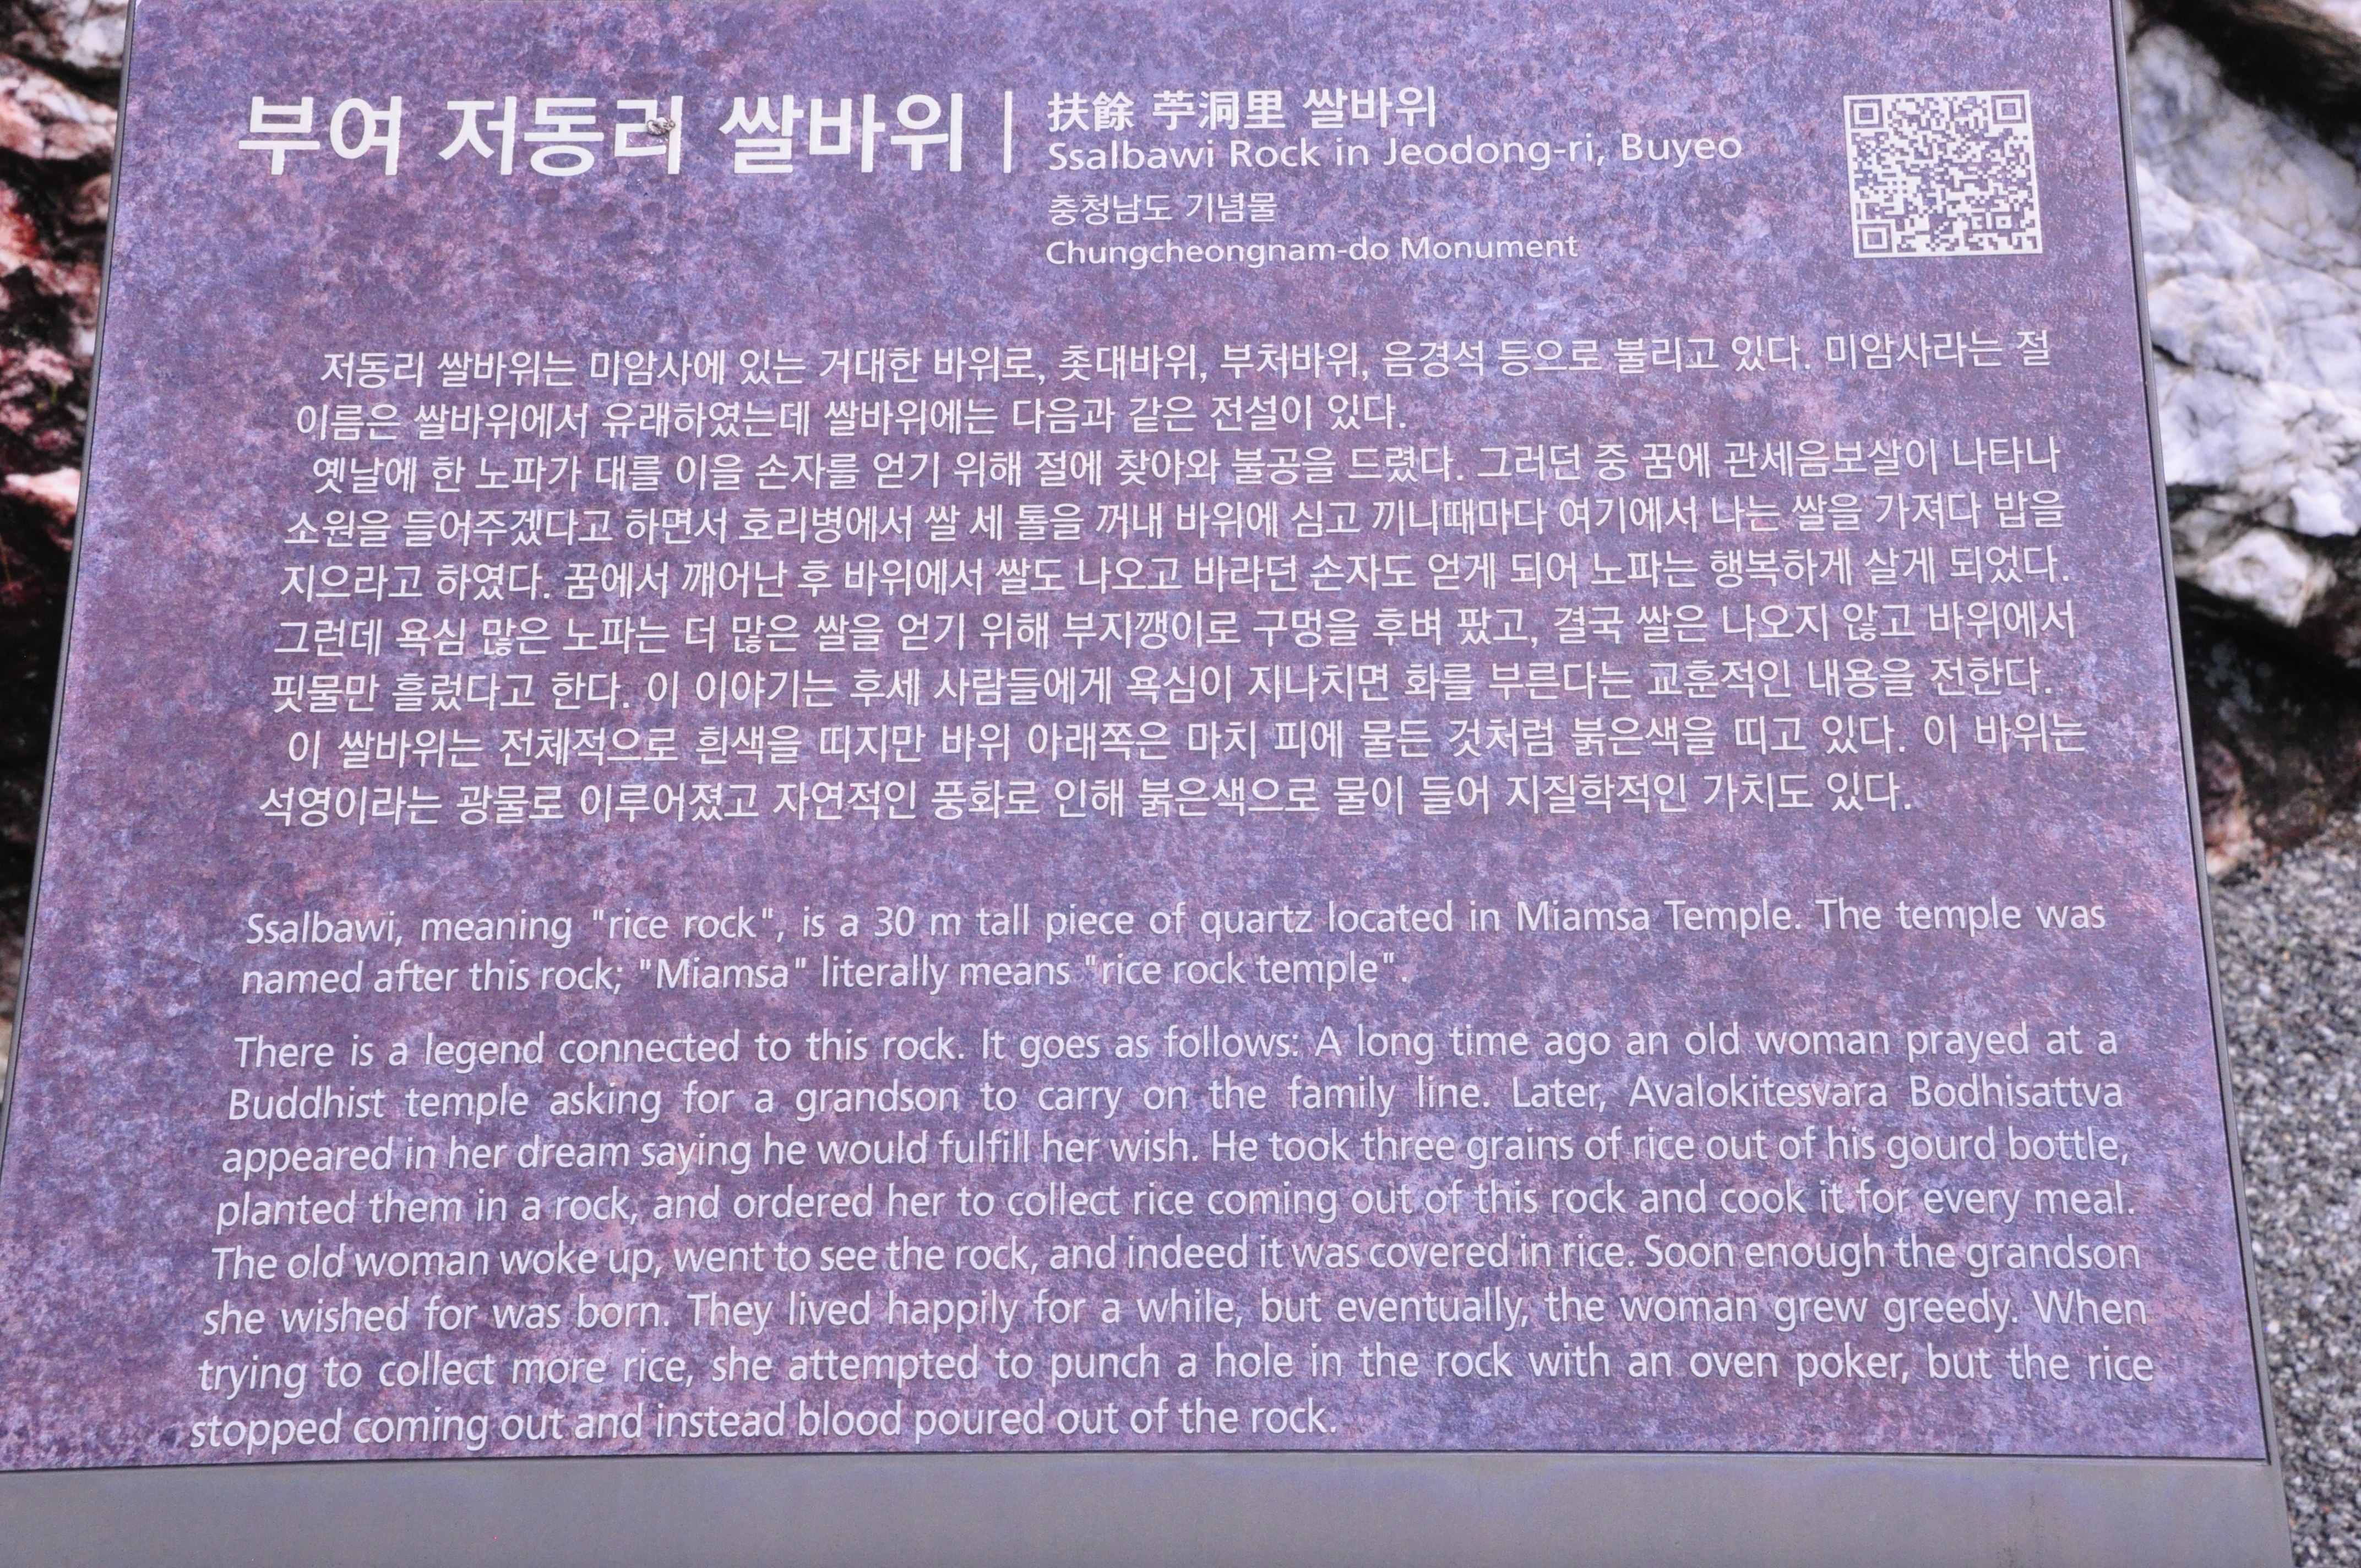 부여 저동리 쌀바위
扶餘 苧洞里 쌀바위
Ssalbawi Rock in Jeodong-ri, Buyeo
충청남도 기념물
Chungcheongnam-do Monument
저동리 쌀바위는 미암사에 있는 거대한 바위로, 촛대바위, 부처바위, 음경석 등으로 불리고 있다. 미암사라는 절
이름은 쌀바위에서 유래하였는데 쌀바위에는 다음과 같은 전설이 있다.
옛날에 한 노파가 대를 이을 손자를 얻기 위해 절에 찾아와 불공을 드렸다. 그러던 중 꿈에 관세음보살이 나타나
소원을 들어주겠다고 하면서 호리병에서 쌀 세 톨을 꺼내 바위에 심고 끼니때마다 여기에서 나는 쌀을 가져다 밥을
지으라고 하였다. 꿈에서 깨어난 후 바위에서 쌀도 나오고 바라던 손자도 얻게 되어 노파는 행복하게 살게 되었다.
그런데 욕심 많은 노파는 더 많은 쌀을 얻기 위해 부지깽이로 구멍을 후벼 팠고, 결국 쌀은 나오지 않고 바위에서
핏물만 흘렀다고 한다. 이 이야기는 후세 사람들에게 욕심이 지나치면 화를 부른다는 교훈적인 내용을 전한다.
이 쌀바위는 전체적으로 흰색을 띠지만 바위 아래쪽은 마치 피에 물든 것처럼 붉은색을 띠고 있다. 이 바위는
석영이라는 광물로 이루어졌고 자연적인 풍화로 인해 붉은색으로 물이 들어 지질학적인 가치도 있다.
Ssalbawi, meaning "rice rock", is a 30 m tall piece of quartz located in Miamsa Temple. The temple was
named after this rock; "Miamsa" literally means "rice rock temple".
There is a legend connected to this rock. It goes as follows: A long time ago an old woman prayed at a
Buddhist temple asking for a grandson to carry on the family line. Later, Avalokitesvara Bodhisattva
appeared in her dream saying he would fulfill her wish. He took three grains of rice out of his gourd bottle,
planted them in a rock, and ordered her to collect rice coming out of this rock and cook it for every meal.
The old woman woke up, went to see the rock, and indeed it was covered in rice. Soon enough the grandson
she wished for was born. They lived happily for a while, but eventually, the woman grew greedy. When
trying to collect more rice, she attempted to punch a hole in the rock with an oven poker, but the rice
stopped coming out and instead blood poured out of the rock.